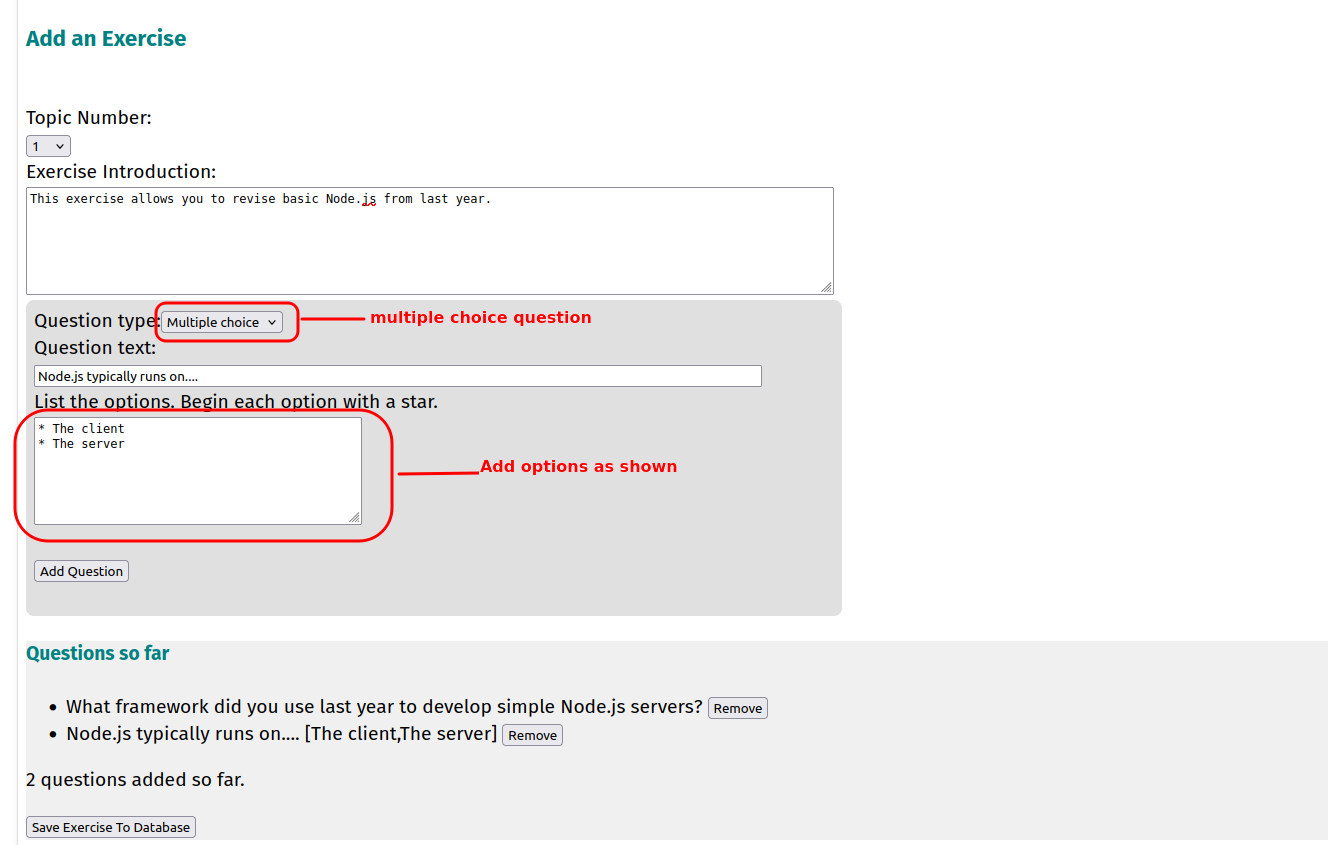 Add an Exercise
Topic Number:
1
Exercise Introduction:
This exercise allows you to revise basic Node.js from last year.
Question type: Multiple choice multiple choice question
Question text:
Node.js typically runs on....
List the options. Begin each option with a star.
* The client
* The server
Add options as shown
Add Question
Questions so far
• What framework did you use last year to develop simple Node.js servers? Remove
• Node.js typically runs on.... [The client,The server] Remove
2 questions added so far.
Save Exercise To Database